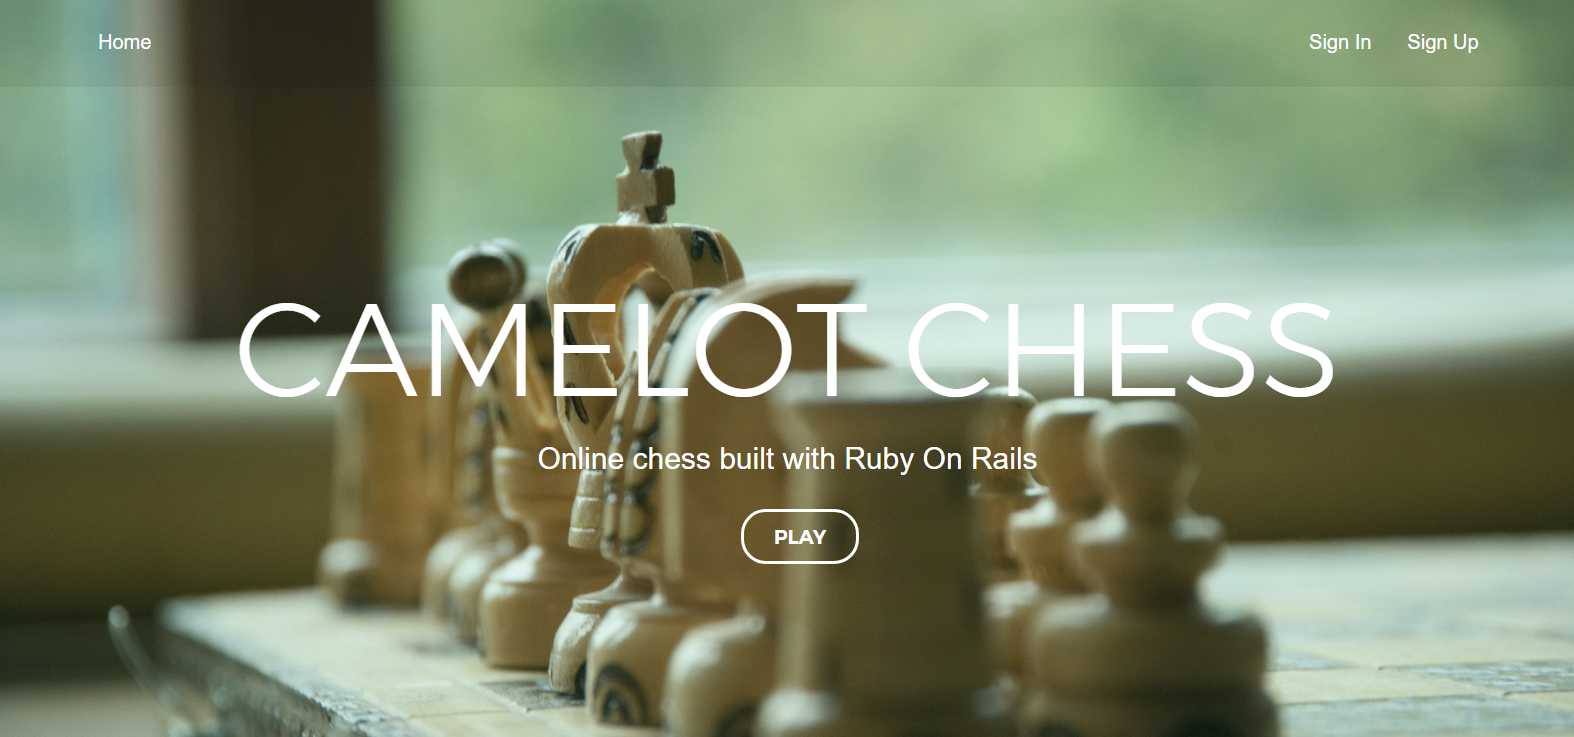 Home
Sign In
Sign Up
CAMELOT CHESS
Online chess built with Ruby On Rails
PLAY